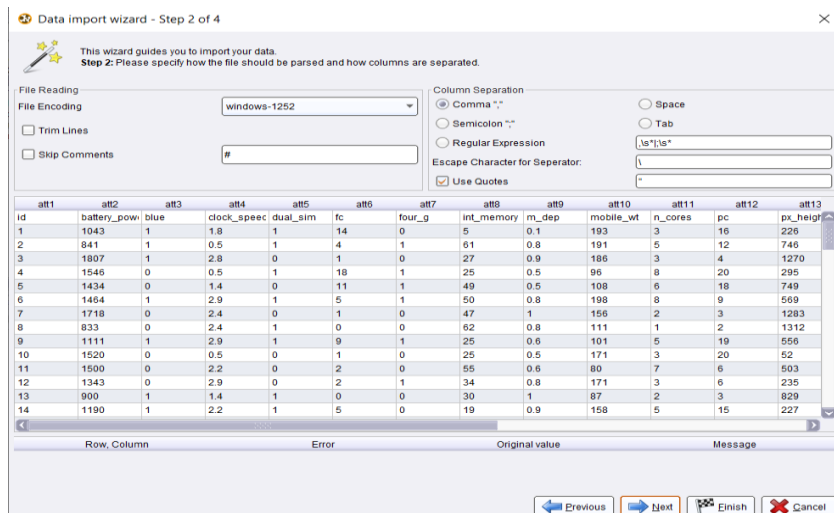 Data import wizard - Step 2 of 4
This wizard guides you to import your data.
Step 2: Please specify how the file should be parsed and how columns are separated.
File Reading
File Encoding windows-1252
Trim Lines
Skip Comments #
Column Separation
Comma "," Space
Semicolon ";" Tab
Regular Expression ,\s*|;\s*
Escape Character for Seperator: \
Use Quotes "
att1 att2 att3 att4 att5 att6 att7 att8 att9 att10 att11 att12 att13
id battery_pow blue clock_speec dual_sim fc four_g int_memory m_dep mobile_wt n_cores pc px_heigh
1 1043 1 1.8 1 14 0 5 0.1 193 3 16 226
2 841 1 0.5 1 4 1 61 0.8 191 5 12 746
3 1807 1 2.8 0 1 0 27 0.9 186 3 4 1270
4 1546 0 0.5 1 18 1 25 0.5 96 8 20 295
5 1434 0 1.4 0 11 1 49 0.5 108 6 18 749
6 1464 1 2.9 1 5 1 50 0.8 198 8 9 569
7 1718 0 2.4 0 1 0 47 1 156 2 3 1283
8 833 0 2.4 1 0 0 62 0.8 111 1 2 1312
9 1111 1 2.9 1 9 1 25 0.6 101 5 19 556
10 1520 0 0.5 0 1 0 25 0.5 171 3 20 52
11 1500 0 2.2 0 2 0 55 0.6 80 7 6 503
12 1343 0 2.9 0 2 1 34 0.8 171 3 6 235
13 900 1 1.4 1 0 0 30 1 87 2 3 829
14 1190 1 2.2 1 5 0 19 0.9 158 5 15 227
Row, Column Error Original value Message
Previous Next Finish Cancel